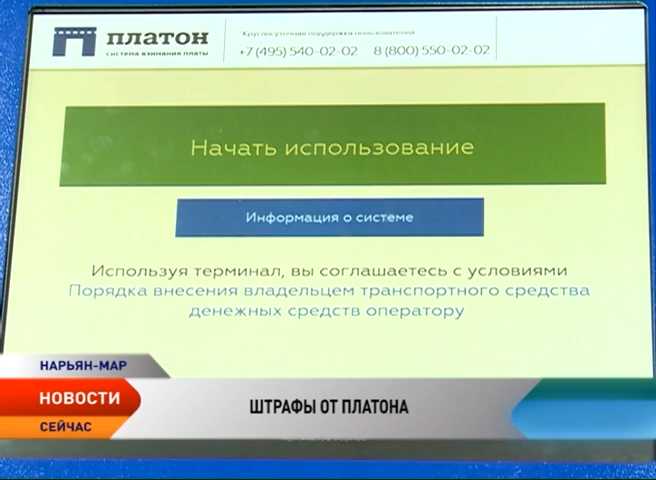 платон
система взимания платы
Круглосуточная поддержка пользователей
+7 (495) 540-02-02 8 (800) 550-02-02
Начать использование
Информация о системе
Используя терминал, вы соглашаетесь с условиями
Порядка внесения владельцем транспортного средства
денежных средств оператору
НАРЬЯН-МАР
НОВОСТИ
СЕЙЧАС
ШТРАФЫ ОТ ПЛАТОНА